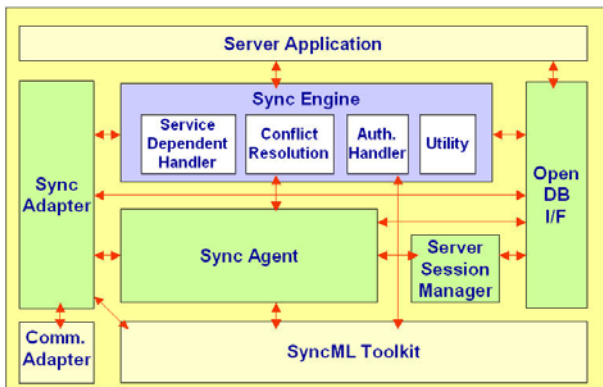 Server Application
Sync Engine
Service
Dependent
Handler
Conflict
Resolution
Auth.
Handler
Utility
Sync
Adapter
Open
DB
I/F
Sync Agent
Server
Session
Manager
Comm.
Adapter
SyncML Toolkit